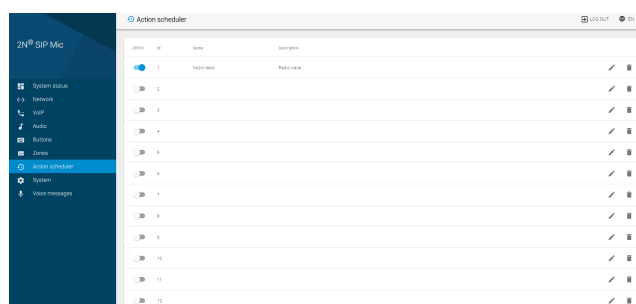 Action scheduler
LOG OUT
EN
2N® SIP Mic
System status
Network
VoIP
Audio
Buttons
Zones
Action scheduler
System
Voice messages
Off/On Id Name Description
1 Radio wave
2
3
4
5
6
7
8
9
10
11
12